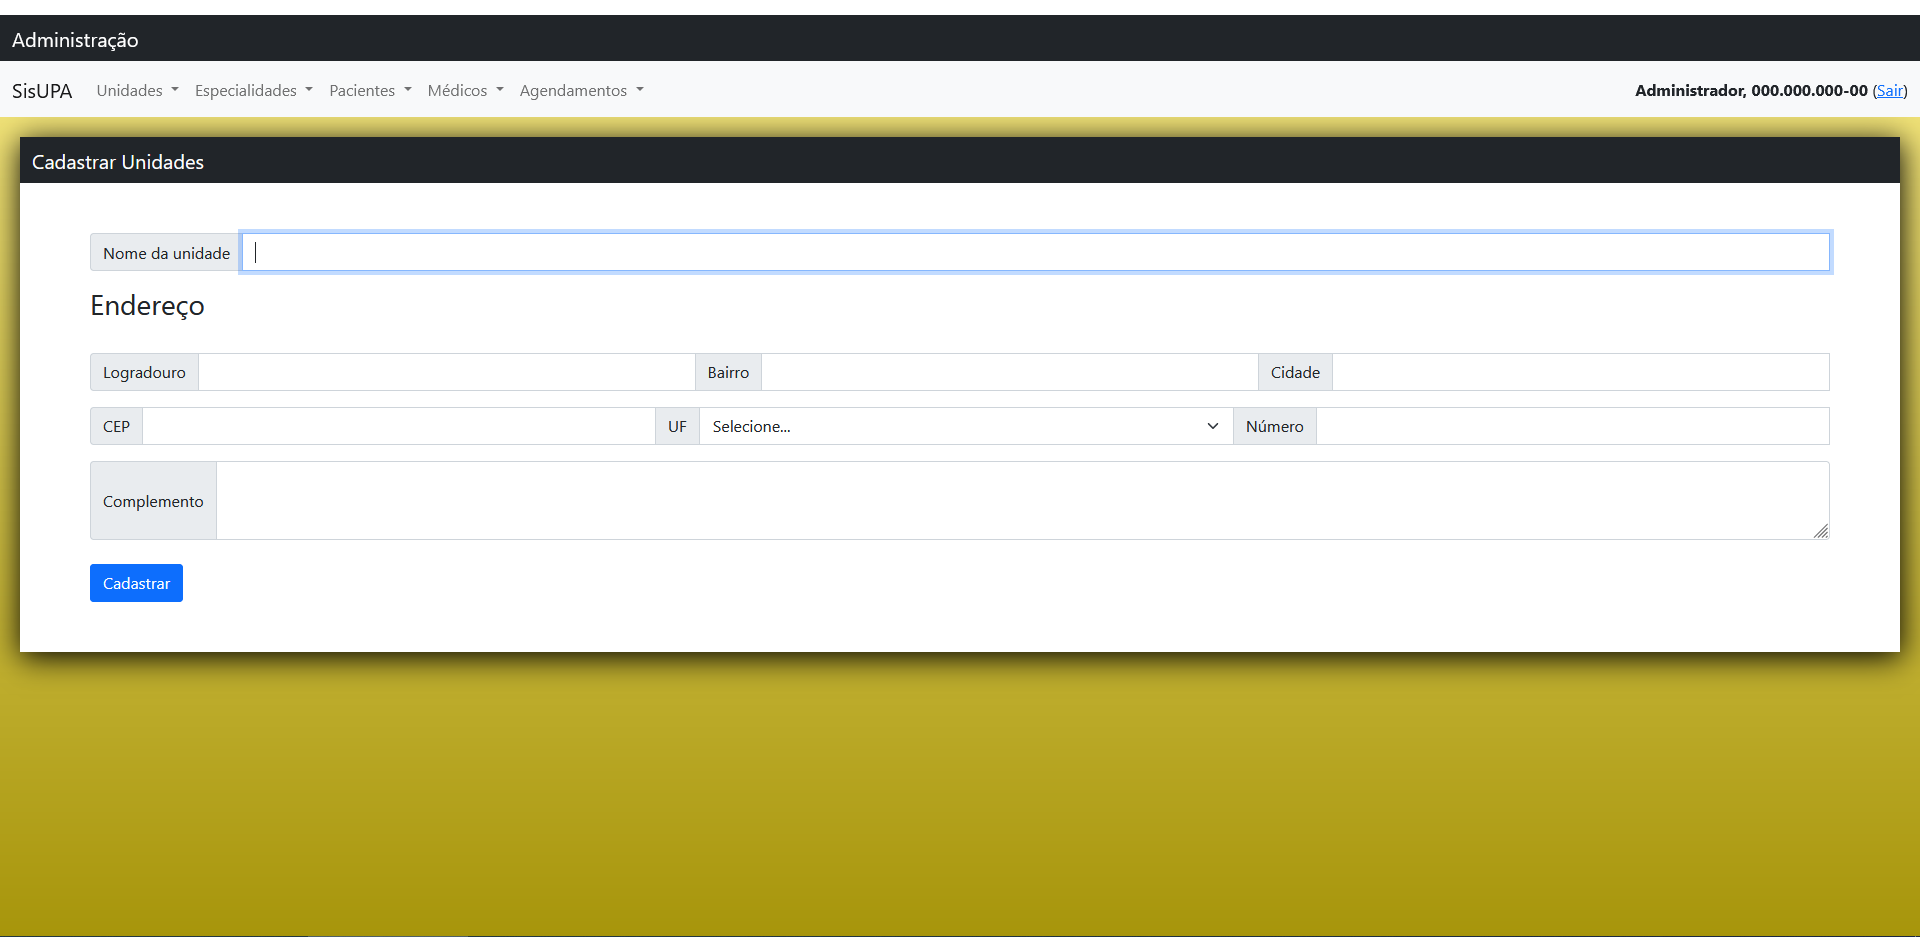 Administração
SisUPA Unidades Especialidades Pacientes Médicos Agendamentos Administrador, 000.000.000-00 (Sair)
Cadastrar Unidades
Nome da unidade
Endereço
Logradouro Bairro Cidade
CEP UF Selecione... Número
Complemento
Cadastrar